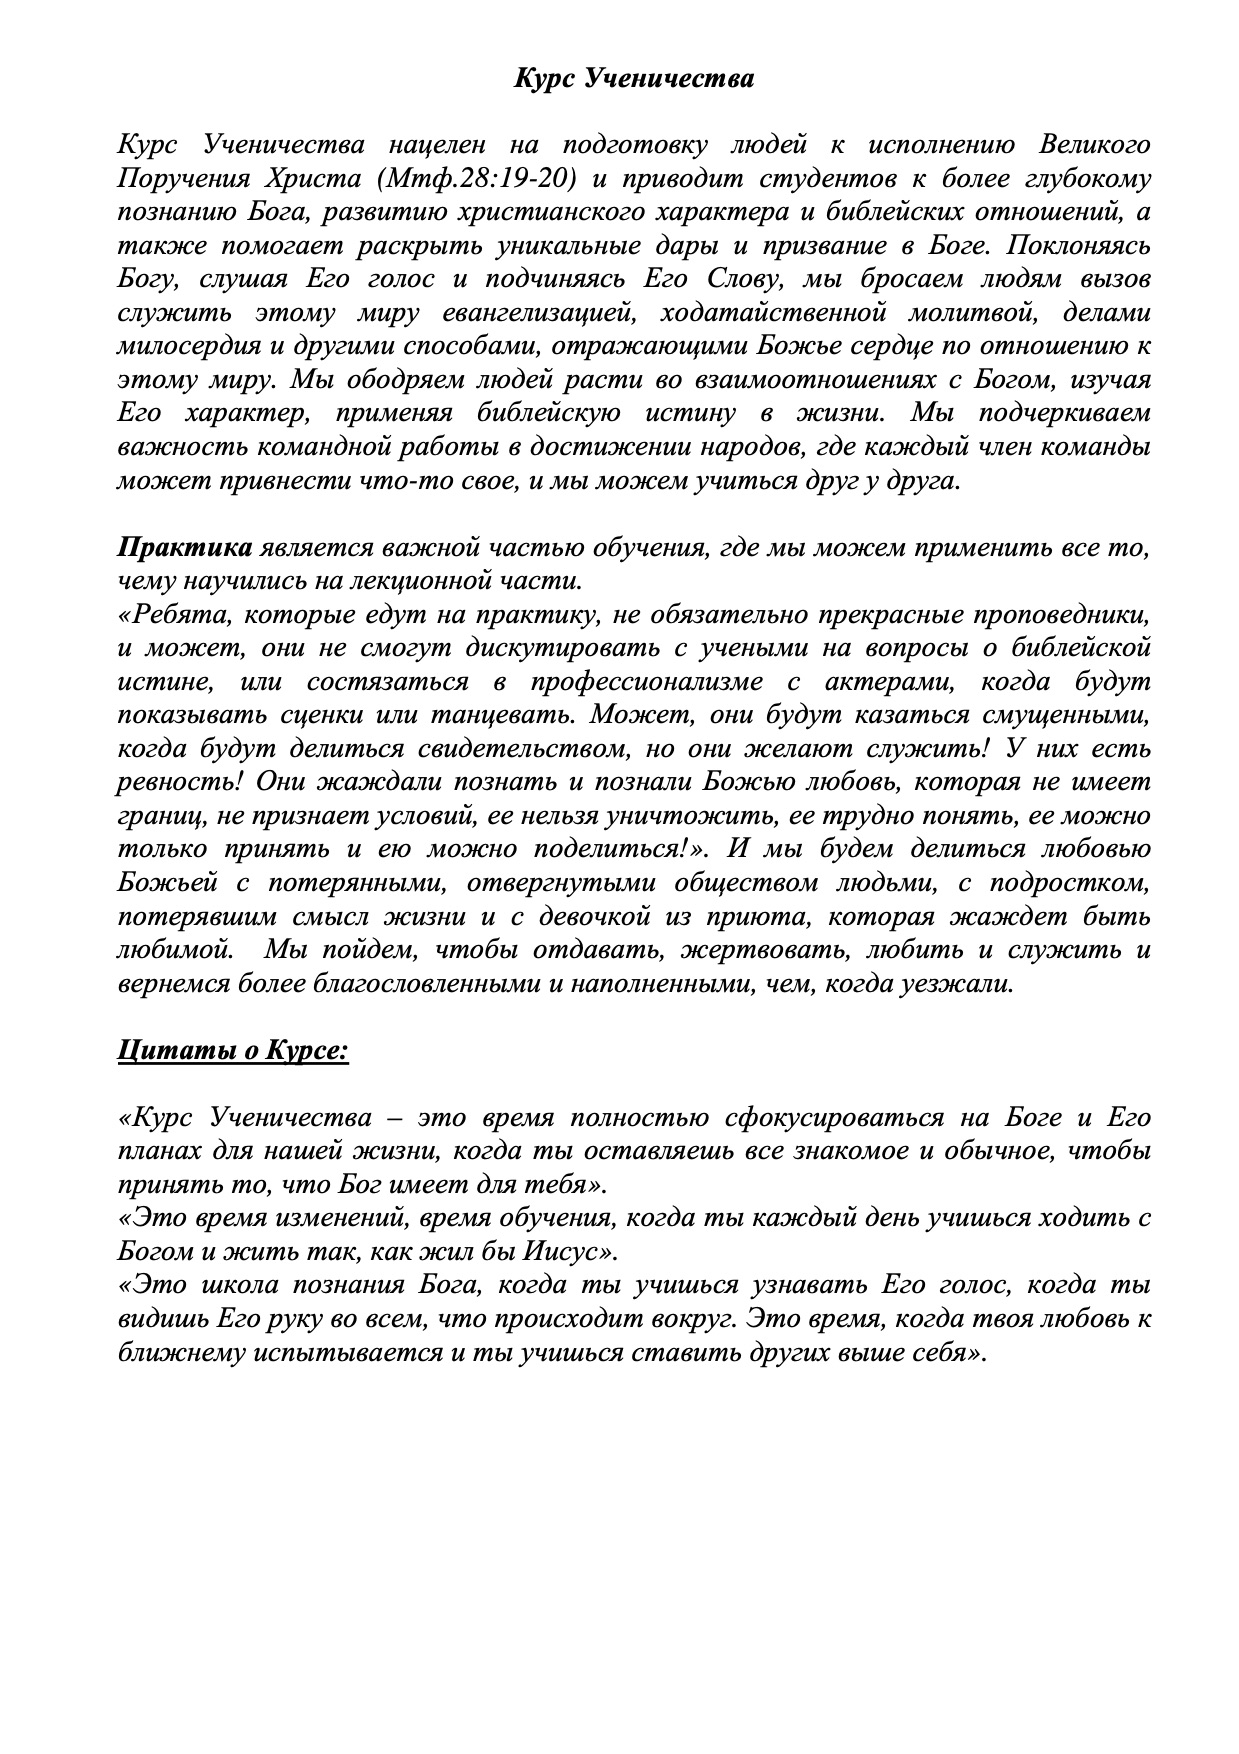 Курс Ученичества
Курс Ученичества нацелен на подготовку людей к исполнению Великого
Поручения Христа (Мтф.28:19-20) и приводит студентов к более глубокому
познанию Бога, развитию христианского характера и библейских отношений, а
также помогает раскрыть уникальные дары и призвание в Боге. Поклоняясь
Богу, слушая Его голос и подчиняясь Его Слову, мы бросаем людям вызов
служить этому миру евангелизацией, ходатайственной молитвой, делами
милосердия и другими способами, отражающими Божье сердце по отношению к
этому миру. Мы ободряем людей расти во взаимоотношениях с Богом, изучая
Его характер, применяя библейскую истину в жизни. Мы подчеркиваем
важность командной работы в достижении народов, где каждый член команды
может привнести что-то свое, и мы можем учиться друг у друга.
Практика является важной частью обучения, где мы можем применить все то,
чему научились на лекционной части.
«Ребята, которые едут на практику, не обязательно прекрасные проповедники,
и может, они не смогут дискутировать с учеными на вопросы о библейской
истине, или состязаться в профессионализме с актерами, когда будут
показывать сценки или танцевать. Может, они будут казаться смущенными,
когда будут делиться свидетельством, но они желают служить! У них есть
ревность! Они жаждали познать и познали Божью любовь, которая не имеет
границ, не признает условий, ее нельзя уничтожить, ее трудно понять, ее можно
только принять и ею можно поделиться!». И мы будем делиться любовью
Божьей с потерянными, отвергнутыми обществом людьми, с подростком,
потерявшим смысл жизни и с девочкой из приюта, которая жаждет быть
любимой. Мы пойдем, чтобы отдавать, жертвовать, любить и служить и
вернемся более благословленными и наполненными, чем, когда уезжали.
Цитаты о Курсе:
«Курс Ученичества – это время полностью сфокусироваться на Боге и Его
планах для нашей жизни, когда ты оставляешь все знакомое и обычное, чтобы
принять то, что Бог имеет для тебя».
«Это время изменений, время обучения, когда ты каждый день учишься ходить с
Богом и жить так, как жил бы Иисус».
«Это школа познания Бога, когда ты учишься узнавать Его голос, когда ты
видишь Его руку во всем, что происходит вокруг. Это время, когда твоя любовь к
ближнему испытывается и ты учишься ставить других выше себя».